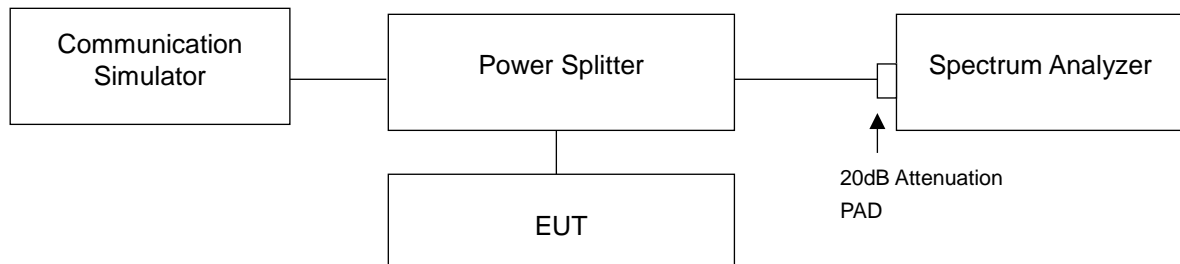 Communication
Simulator
Power Splitter
Spectrum Analyzer
20dB Attenuation
PAD
EUT